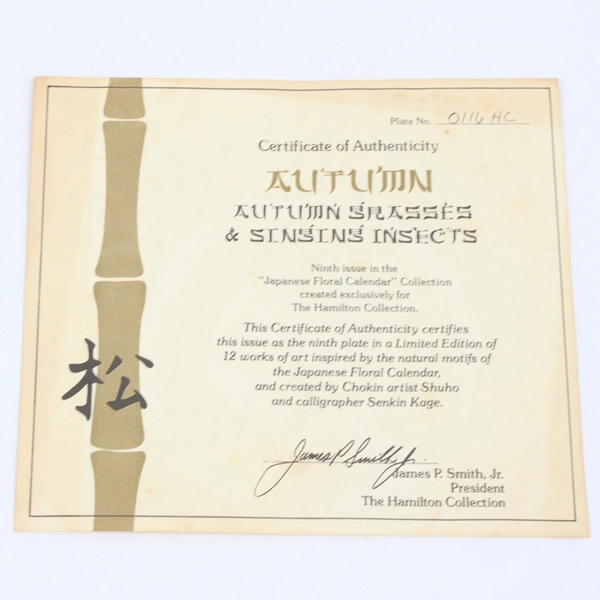 Plate No. 0116 HC
Certificate of Authenticity
AUTUMN
AUTUMN GRASSES
& SINGING INSECTS
Ninth issue in the
"Japanese Floral Calendar" Collection
created exclusively for
The Hamilton Collection.
This Certificate of Authenticity certifies
this issue as the ninth plate in a Limited Edition of
12 works of art inspired by the natural motifs of
the Japanese Floral Calendar,
and created by Chokin artist Shuho
and calligrapher Senkin Kage.
松
James P. Smith, Jr.
James P. Smith, Jr.
President
The Hamilton Collection